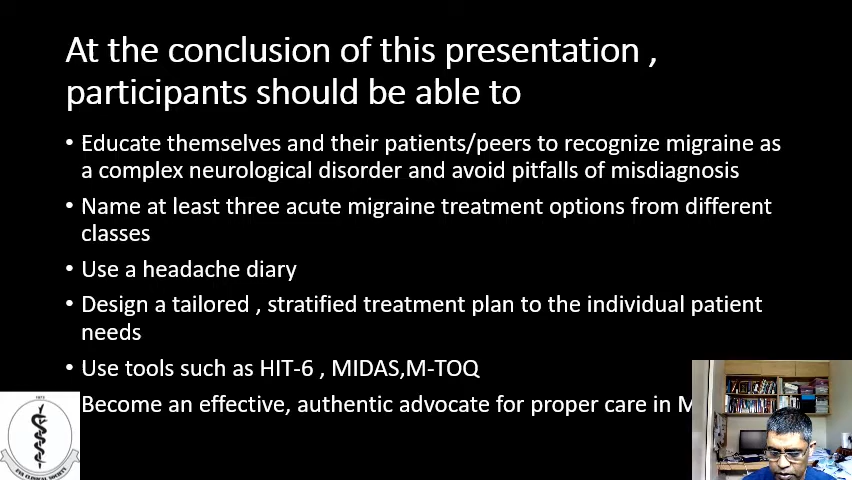 At the conclusion of this presentation ,
participants should be able to
• Educate themselves and their patients/peers to recognize migraine as
a complex neurological disorder and avoid pitfalls of misdiagnosis
• Name at least three acute migraine treatment options from different
classes
• Use a headache diary
• Design a tailored , stratified treatment plan to the individual patient
needs
• Use tools such as HIT-6 , MIDAS,M-TOQ
Become an effective, authentic advocate for proper care in M
CLINICAL SOCIETY